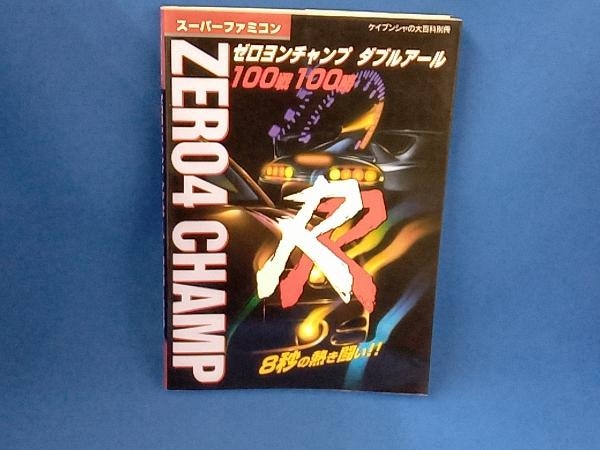 スーパーファミコン
ケイブンシャの大百科別冊
ゼロヨンチャンプ ダブルアール
100戦100勝
ZERO4 CHAMP
RR
8秒の熱き闘い!!